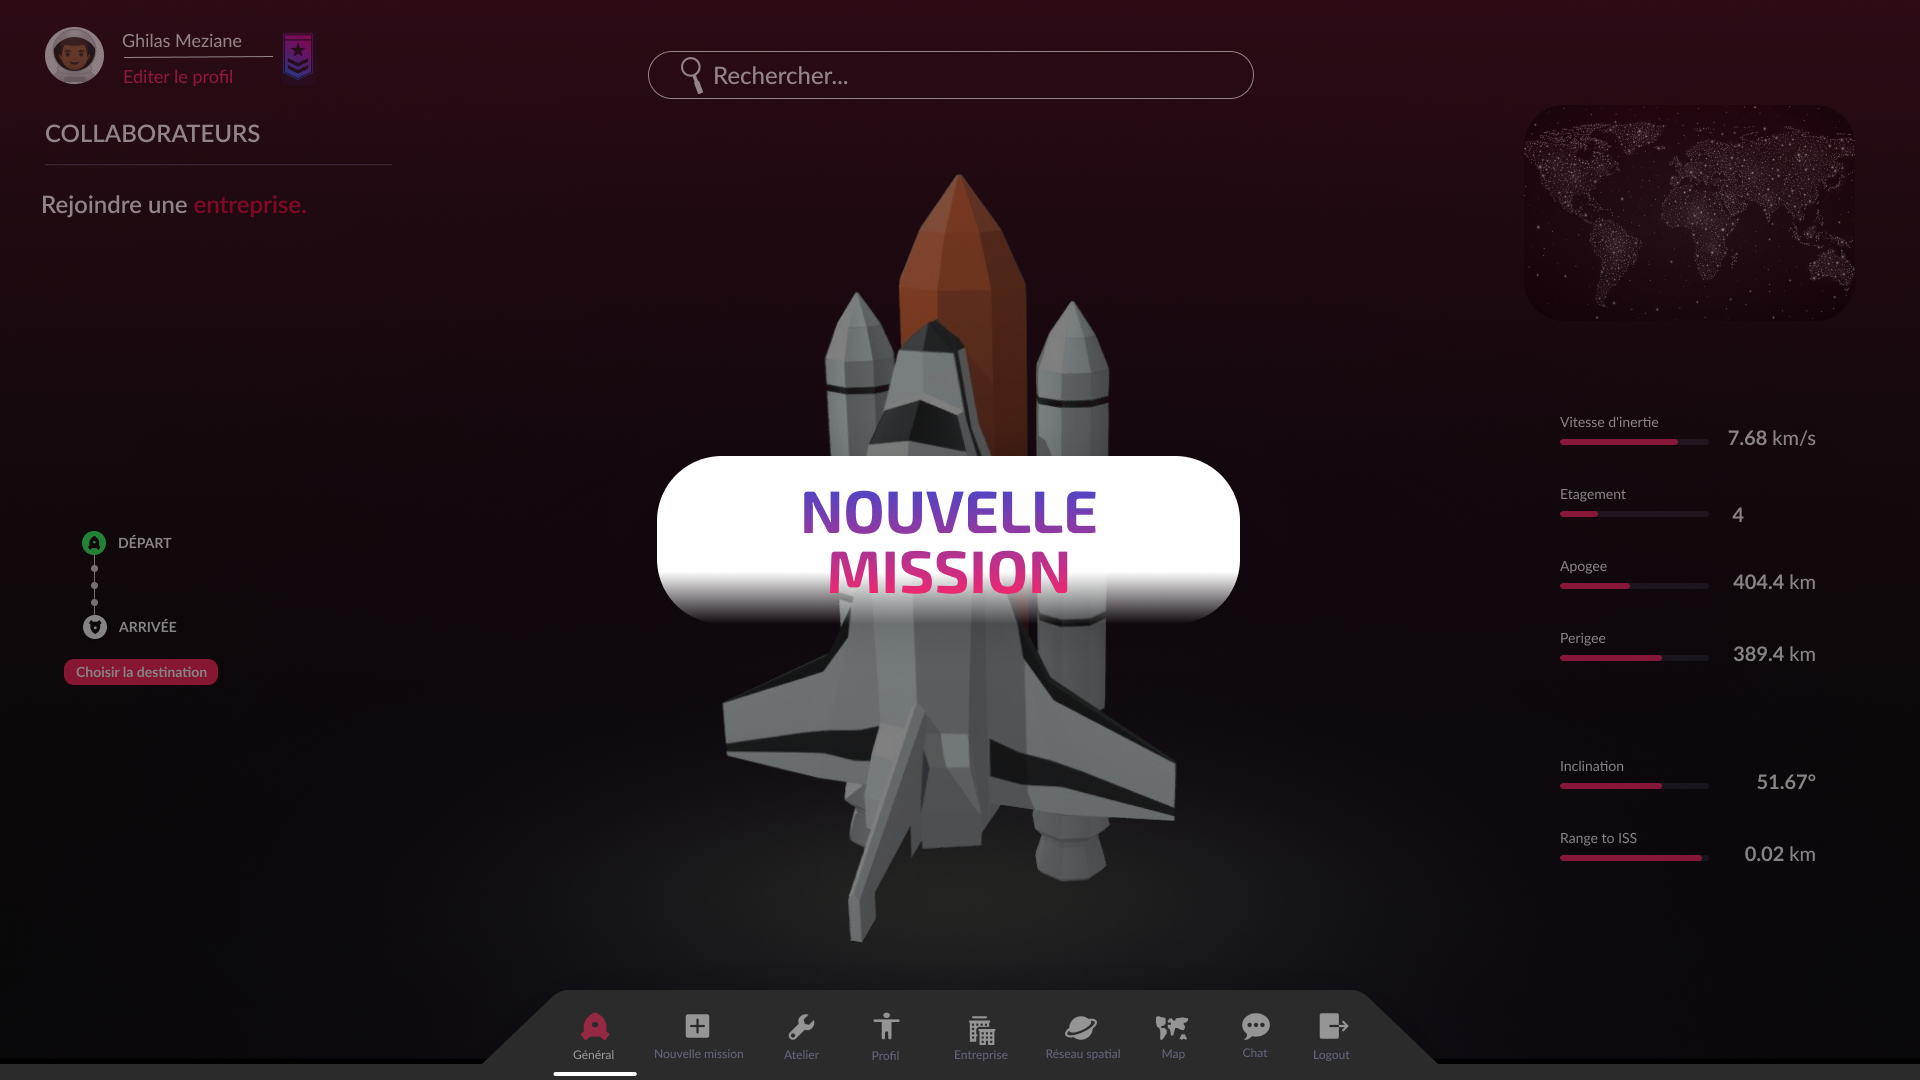 Ghilas Meziane
Editer le profil
Rechercher...
COLLABORATEURS
Rejoindre une entreprise.
Vitesse d'inertie
7.68 km/s
Etagement
4
NOUVELLE
MISSION
DÉPART
Apogee
404.4 km
ARRIVÉE
Perigee
389.4 km
Choisir la destination
Inclination
51.67°
Range to ISS
0.02 km
Général
Nouvelle mission
Atelier
Profil
Entreprise
Réseau spatial
Map
Chat
Logout